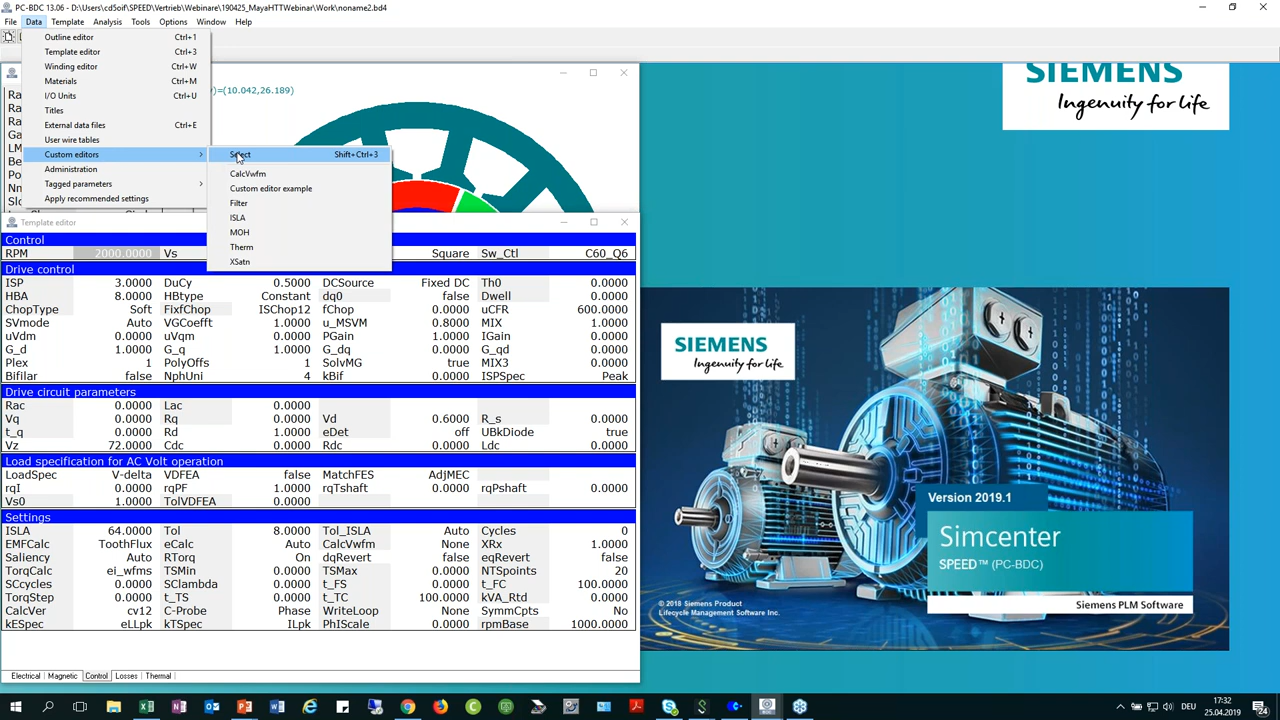 PC-BDC 13.06 - D:\Users\cd5oif\SPEED\Vertrieb\Webinare\190425_MayaHTTWebinar\Work\noname2.bd4
File Data Template Analysis Tools Options Window Help
Outline editor Ctrl+1
Template editor Ctrl+3
Winding editor Ctrl+W
Materials Ctrl+M
I/O Units Ctrl+U
Titles
External data files Ctrl+E
User wire tables
Custom editors
Administration
Tagged parameters
Apply recommended settings
Select Shift+Ctrl+3
CalcVwfm
Custom editor example
Filter
ISLA
MOH
Therm
XSatn
)=(10.042,26.189)
Template editor
Control
RPM 2000.0000 Vs Square Sw_Ctl C60_Q6
Drive control
ISP 3.0000 DuCy 0.5000 DCSource Fixed DC Th0 0.0000
HBA 8.0000 HBtype Constant dq0 false Dwell 0.0000
ChopType Soft FixfChop ISChop12 fChop 0.0000 uCFR 600.0000
SVmode Auto VGCoefft 1.0000 u_MSVM 0.8000 MIX 1.0000
uVdm 0.0000 uVqm 0.0000 PGain 1.0000 IGain 0.0000
G_d 1.0000 G_q 1.0000 G_dq 0.0000 G_qd 0.0000
Plex 1 PolyOffs 1 SolvMG true MIX3 0.0000
Bifilar false NphUni 4 kBif 0.0000 ISPSpec Peak
Drive circuit parameters
Rac 0.0000 Lac 0.0000
Vq 0.0000 Rq 0.0000 Vd 0.6000 R_s 0.0000
t_q 0.0000 Rd 1.0000 eDet off UBkDiode true
Vz 72.0000 Cdc 0.0000 Rdc 0.0000 Ldc 0.0000
Load specification for AC Volt operation
LoadSpec V-delta VDFEA false MatchFES AdjMEC
rqI 0.0000 rqPF 1.0000 rqTshaft 0.0000 rqPshaft 0.0000
Vs0 1.0000 TolVDFEA 0.0000
Settings
ISLA 64.0000 Tol 8.0000 Tol_ISLA Auto Cycles 0
EMFCalc ToothFlux eCalc Auto CalcVwfm None XRx 1.0000
Saliency Auto RTorq On dqRevert false eqRevert false
TorqCalc ei_wfms TSMin 0.0000 TSMax 0.0000 NTSpoints 20
SCcycles 0.0000 SClambda 0.0000 t_FS 0.0000 t_FC 100.0000
TorqStep 0.0000 t_TS 0.0000 t_TC 100.0000 kVA_Rtd 0.0000
CalcVer cv12 C-Probe Phase WriteLoop None SymmCpts No
kESpec eLLpk kTSpec ILpk PhIScale 0.0000 rpmBase 1000.0000
Electrical Magnetic Control Losses Thermal
SIEMENS
Ingenuity for life
SIEMENS
Ingenuity for life
Version 2019.1
Simcenter
SPEED™ (PC-BDC)
Siemens PLM Software
© 2018 Siemens Product
Lifecycle Management Software Inc.
DEU
17:32
25.04.2019
24